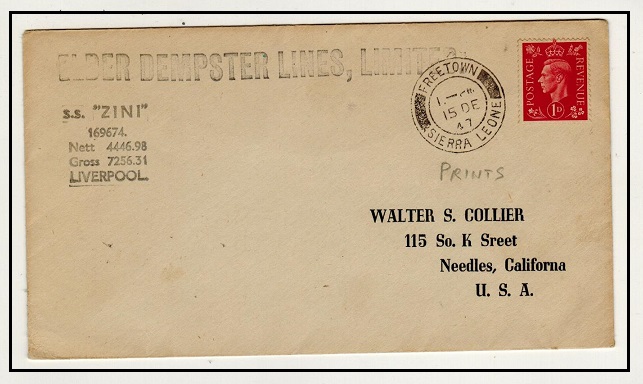 ELDER DEMPSTER LINES, LIMITED.
S.S. "ZINI"
169674.
Nett 4446.98
Gross 7256.31
LIVERPOOL.
FREETOWN
15 DE
47
SIERRA LEONE
POSTAGE REVENUE
1D
PRINTS
WALTER S. COLLIER
115 So. K Sreet
Needles, Californa
U. S. A.